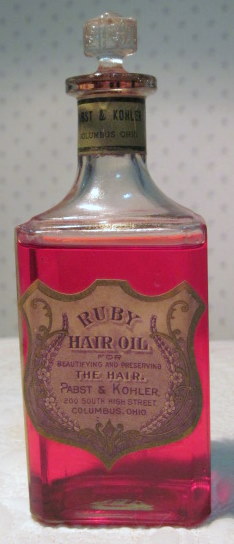 PABST & KOHLER
COLUMBUS OHIO
RUBY
HAIR OIL
FOR
BEAUTIFYING AND PRESERVING
THE HAIR.
PABST & KOHLER,
200 SOUTH HIGH STREET,
COLUMBUS, OHIO.